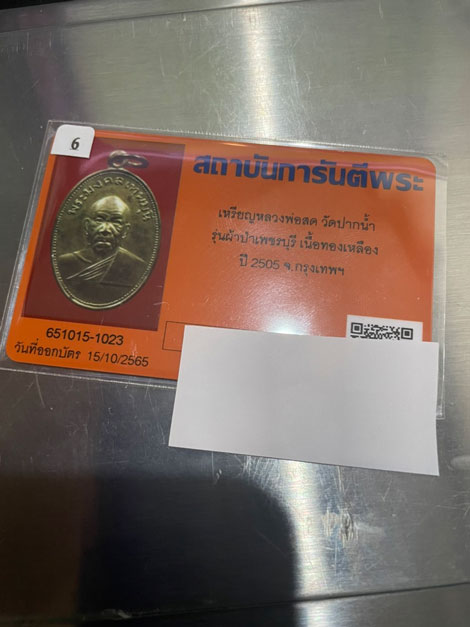 6
สถาบันการันตีพระ
เหรียญหลวงพ่อสด วัดปากน้ำ
รุ่นผ้าป่าเพชรบุรี เนื้อทองเหลือง
ปี 2505 จ.กรุงเทพฯ
651015-1023
วันที่ออกบัตร 15/10/2565